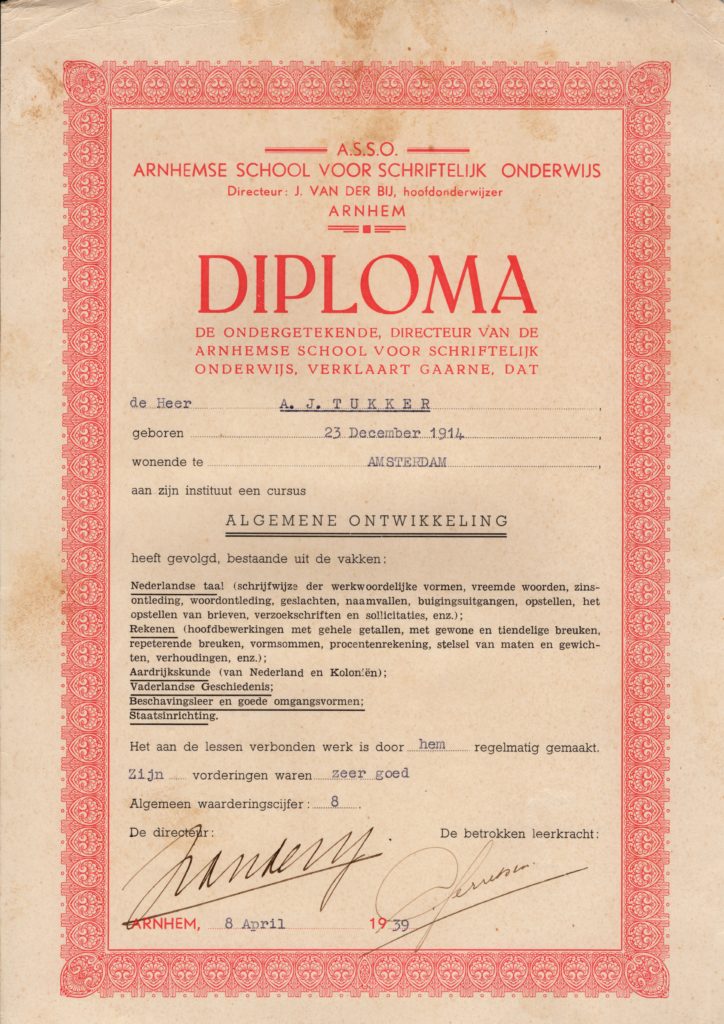 A.S.S.O.
ARNHEMSE SCHOOL VOOR SCHRIFTELIJK ONDERWIJS
Directeur: J. VAN DER BIJ, hoofdonderwijzer
ARNHEM
DIPLOMA
DE ONDERGETEKENDE, DIRECTEUR VAN DE
ARNHEMSE SCHOOL VOOR SCHRIFTELIJK
ONDERWIJS, VERKLAART GAARNE, DAT
de Heer A. J. TUKKER,
geboren 23 December 1914,
wonende te AMSTERDAM,
aan zijn instituut een cursus
ALGEMENE ONTWIKKELING
heeft gevolgd, bestaande uit de vakken:
Nederlandse taal (schrijfwijze der werkwoordelijke vormen, vreemde woorden, zins-
ontleding, woordontleding, geslachten, naamvallen, buigingsuitgangen, opstellen, het
opstellen van brieven, verzoekschriften en sollicitaties, enz.);
Rekenen (hoofdbewerkingen met gehele getallen, met gewone en tiendelige breuken,
repeterende breuken, vormsommen, procentenrekening, stelsel van maten en gewich-
ten, verhoudingen, enz.);
Aardrijkskunde (van Nederland en Koloniën);
Vaderlandse Geschiedenis;
Beschavingsleer en goede omgangsvormen;
Staatsinrichting.
Het aan de lessen verbonden werk is door hem regelmatig gemaakt.
Zijn vorderingen waren zeer goed
Algemeen waarderingscijfer: 8
De directeur: De betrokken leerkracht:
ARNHEM, 8 April 1939